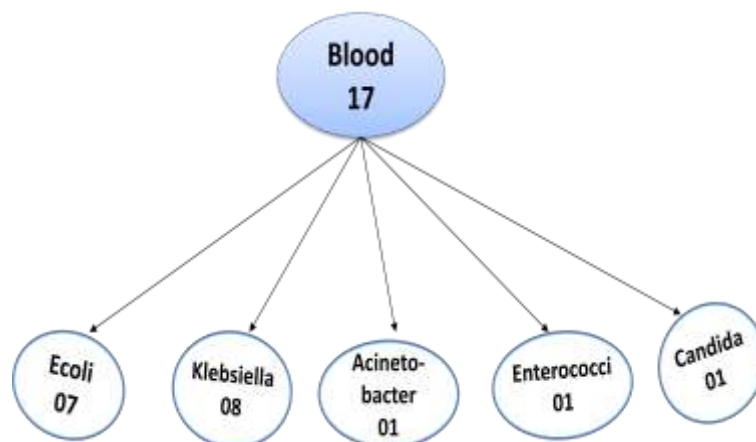 Blood
17
Ecoli
07
Klebsiella
08
Acineto-
bacter
01
Enterococci
01
Candida
01